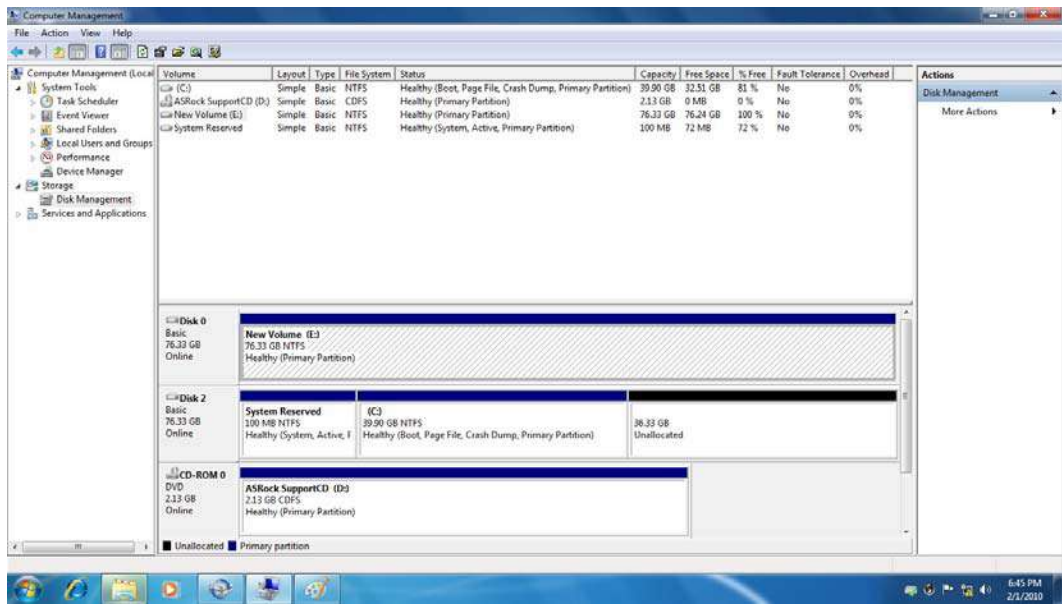 Computer Management
File Action View Help
Computer Management (Local
System Tools
Task Scheduler
Event Viewer
Shared Folders
Local Users and Groups
Performance
Device Manager
Storage
Disk Management
Services and Applications
Volume Layout Type File System Status Capacity Free Space % Free Fault Tolerance Overhead
(C:) Simple Basic NTFS Healthy (Boot, Page File, Crash Dump, Primary Partition) 39.90 GB 32.51 GB 81 % No 0%
ASRock SupportCD (D:) Simple Basic CDFS Healthy (Primary Partition) 2.13 GB 0 MB 0 % No 0%
New Volume (E:) Simple Basic NTFS Healthy (Primary Partition) 76.33 GB 76.24 GB 100 % No 0%
System Reserved Simple Basic NTFS Healthy (System, Active, Primary Partition) 100 MB 72 MB 72 % No 0%
Actions
Disk Management
More Actions
Disk 0
Basic
76.33 GB
Online
New Volume (E:)
76.33 GB NTFS
Healthy (Primary Partition)
Disk 2
Basic
76.33 GB
Online
System Reserved
100 MB NTFS
Healthy (System, Active, F
(C:)
39.90 GB NTFS
Healthy (Boot, Page File, Crash Dump, Primary Partition)
36.33 GB
Unallocated
CD-ROM 0
DVD
2.13 GB
Online
ASRock SupportCD (D:)
2.13 GB CDFS
Healthy (Primary Partition)
Unallocated Primary partition
6:45 PM
2/1/2010